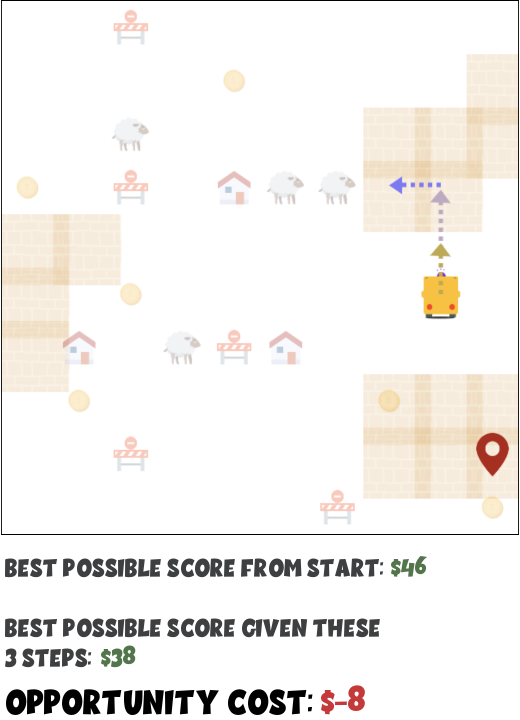 BEST POSSIBLE SCORE FROM START: $46
BEST POSSIBLE SCORE GIVEN THESE
3 STEPS: $38
OPPORTUNITY COST: $-8